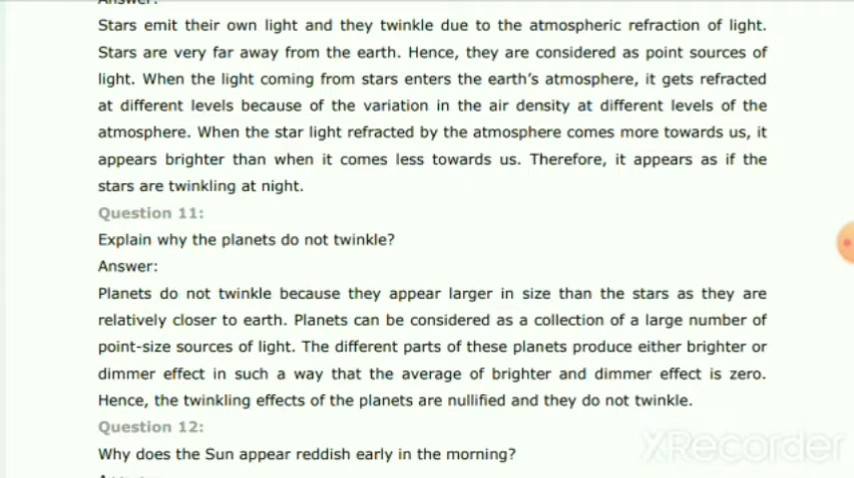 Answer:
Stars emit their own light and they twinkle due to the atmospheric refraction of light.
Stars are very far away from the earth. Hence, they are considered as point sources of
light. When the light coming from stars enters the earth's atmosphere, it gets refracted
at different levels because of the variation in the air density at different levels of the
atmosphere. When the star light refracted by the atmosphere comes more towards us, it
appears brighter than when it comes less towards us. Therefore, it appears as if the
stars are twinkling at night.
Question 11:
Explain why the planets do not twinkle?
Answer:
Planets do not twinkle because they appear larger in size than the stars as they are
relatively closer to earth. Planets can be considered as a collection of a large number of
point-size sources of light. The different parts of these planets produce either brighter or
dimmer effect in such a way that the average of brighter and dimmer effect is zero.
Hence, the twinkling effects of the planets are nullified and they do not twinkle.
Question 12:
Why does the Sun appear reddish early in the morning?
XRecorder